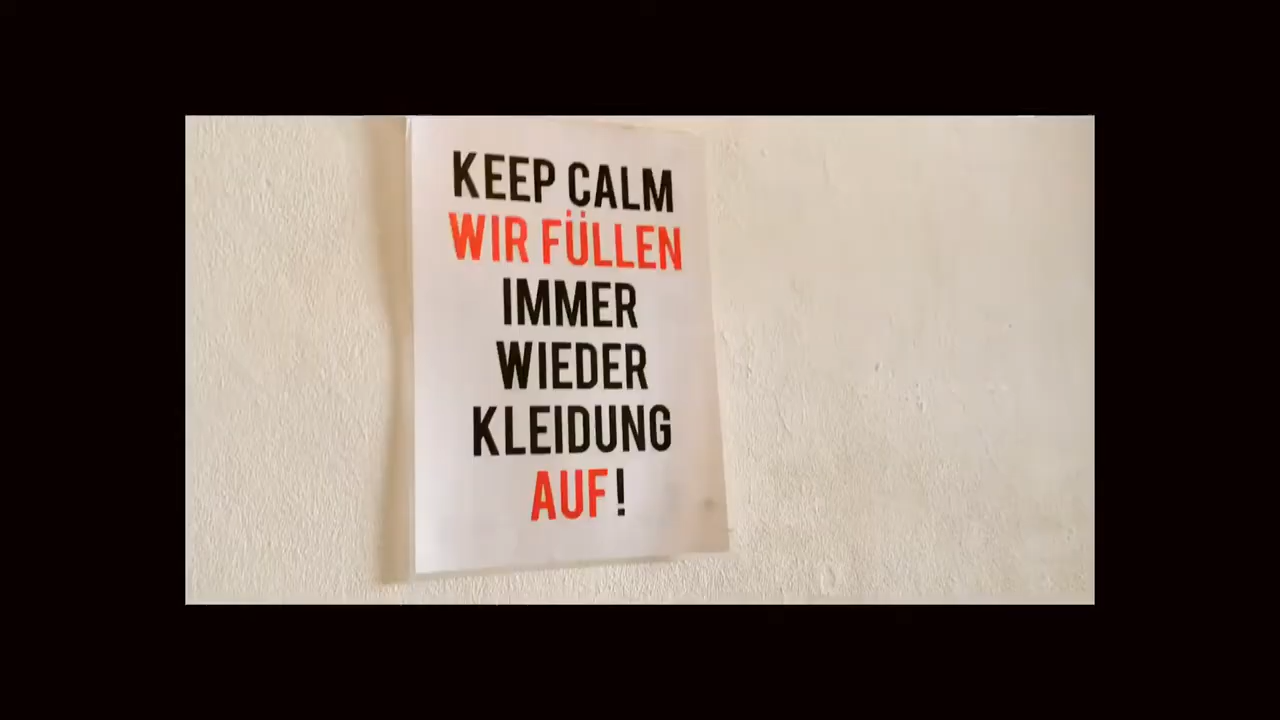 KEEP CALM
WIR FÜLLEN
IMMER
WIEDER
KLEIDUNG
AUF!